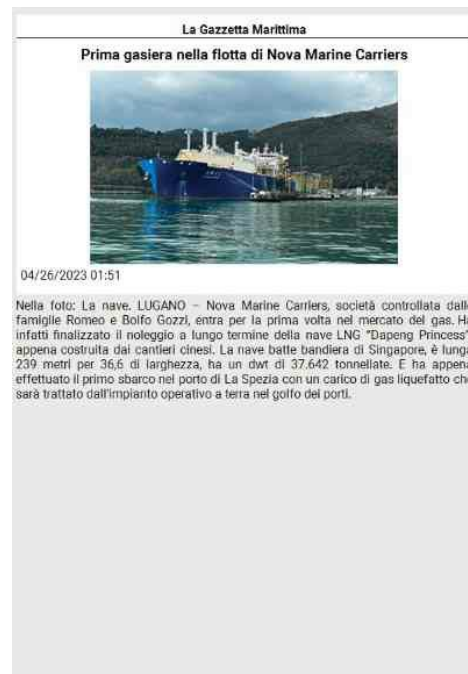 La Gazzetta Marittima
Prima gasiera nella flotta di Nova Marine Carriers
04/26/2023 01:51
Nella foto: La nave. LUGANO – Nova Marine Carriers, società controllata dalle
famiglie Romeo e Bolfo Gozzi, entra per la prima volta nel mercato del gas. Ha
infatti finalizzato il noleggio a lungo termine della nave LNG "Dapeng Princess"
appena costruita dai cantieri cinesi. La nave batte bandiera di Singapore, è lunga
239 metri per 36,6 di larghezza, ha un dwt di 37.642 tonnellate. E ha appena
effettuato il primo sbarco nel porto di La Spezia con un carico di gas liquefatto che
sarà trattato dall'impianto operativo a terra nel golfo dei porti.